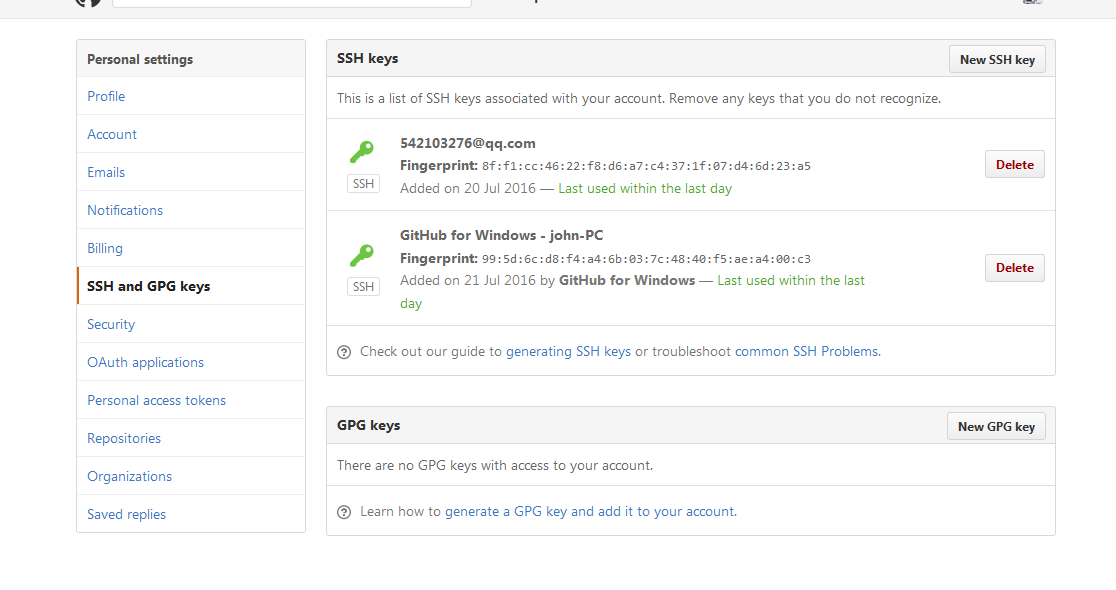 Personal settings
Profile
Account
Emails
Notifications
Billing
SSH and GPG keys
Security
OAuth applications
Personal access tokens
Repositories
Organizations
Saved replies
SSH keys
New SSH key
This is a list of SSH keys associated with your account. Remove any keys that you do not recognize.
542103276@qq.com
Fingerprint: 8f:f1:cc:46:22:f8:d6:a7:c4:37:1f:07:d4:6d:23:a5
SSH
Added on 20 Jul 2016 — Last used within the last day
Delete
GitHub for Windows - john-PC
Fingerprint: 99:5d:6c:d8:f4:a4:6b:03:7c:48:40:f5:ae:a4:00:c3
SSH
Added on 21 Jul 2016 by GitHub for Windows — Last used within the last
day
Delete
Check out our guide to generating SSH keys or troubleshoot common SSH Problems.
GPG keys
New GPG key
There are no GPG keys with access to your account.
Learn how to generate a GPG key and add it to your account.